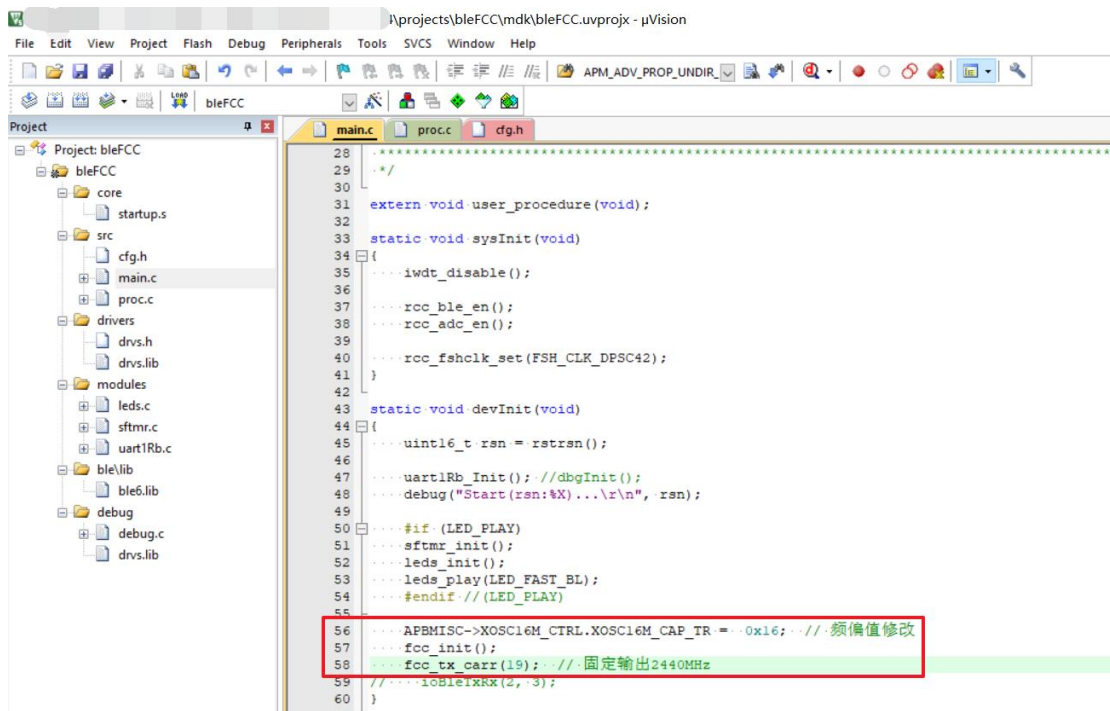 4\projects\bleFCC\mdk\bleFCC.uvprojx - µVision
File Edit View Project Flash Debug Peripherals Tools SVCS Window Help
APM_ADV_PROP_UNDIR_
LOAD
bleFCC
Project
Project: bleFCC
bleFCC
core
startup.s
src
cfg.h
main.c
proc.c
drivers
drvs.h
drvs.lib
modules
leds.c
sftmr.c
uart1Rb.c
ble\lib
ble6.lib
debug
debug.c
drvs.lib
main.c proc.c cfg.h
28 ****************************************************************************************
29 */
30
31 extern void user_procedure(void);
32
33 static void sysInit(void)
34 {
35 iwdt_disable();
36
37 rcc_ble_en();
38 rcc_adc_en();
39
40 rcc_fshclk_set(FSH_CLK_DPSC42);
41 }
42
43 static void devInit(void)
44 {
45 uint16_t rsn = rstrsn();
46
47 uart1Rb_Init(); //dbgInit();
48 debug("Start(rsn:%X)...\r\n", rsn);
49
50 #if (LED_PLAY)
51 sftmr_init();
52 leds_init();
53 leds_play(LED_FAST_BL);
54 #endif //(LED_PLAY)
55
56 APBMISC->XOSC16M_CTRL.XOSC16M_CAP_TR = 0x16; // 频偏值修改
57 fcc_init();
58 fcc_tx_carr(19); // 固定输出2440MHz
59 // ioBleTxRx(2, 3);
60 }